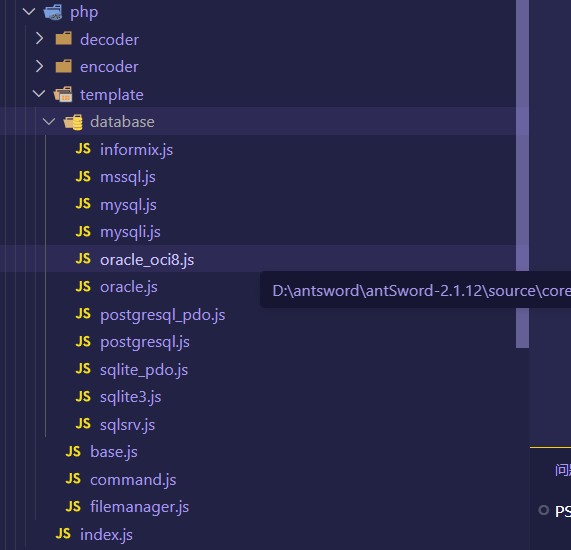 php
decoder
encoder
template
database
JS informix.js
JS mssql.js
JS mysql.js
JS mysqli.js
JS oracle_oci8.js
JS oracle.js
D:\antsword\antSword-2.1.12\source\core
JS postgresql_pdo.js
JS postgresql.js
JS sqlite_pdo.js
JS sqlite3.js
JS sqlsrv.js
JS base.js
JS command.js
问
JS filemanager.js
PS
JS index.js